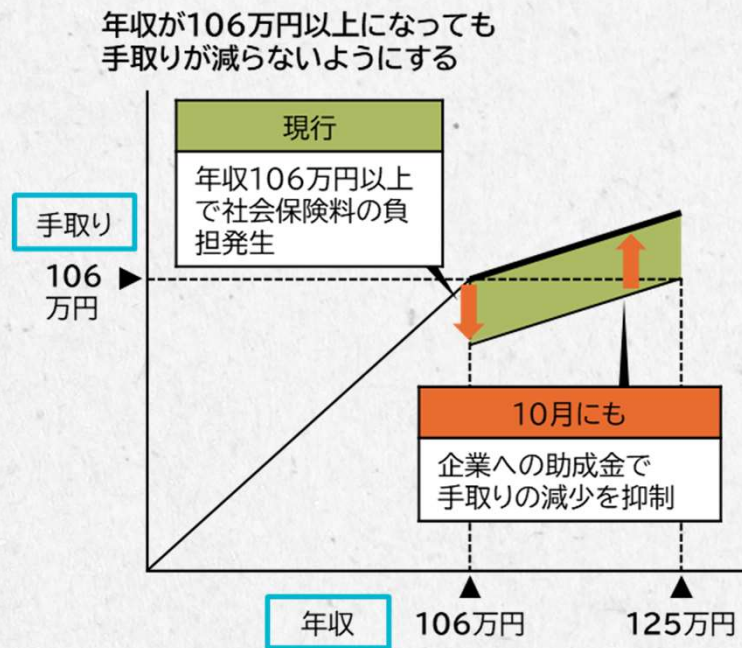 年収が106万円以上になっても
手取りが減らないようにする
現行
年収106万円以上
で社会保険料の負
担発生
手取り
106
万円
10月にも
企業への助成金で
手取りの減少を抑制
年収
106万円
125万円